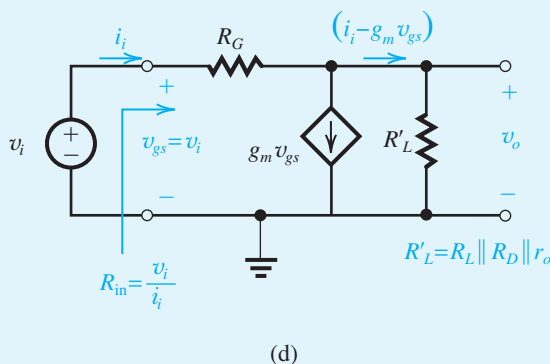 i_i
R_G
(i_i − g_m v_gs)
+
+
v_i
+
−
v_gs = v_i
g_m v_gs
R′_L
v_o
−
−
R_in = v_i / i_i
R′_L = R_L ∥ R_D ∥ r_o
(d)